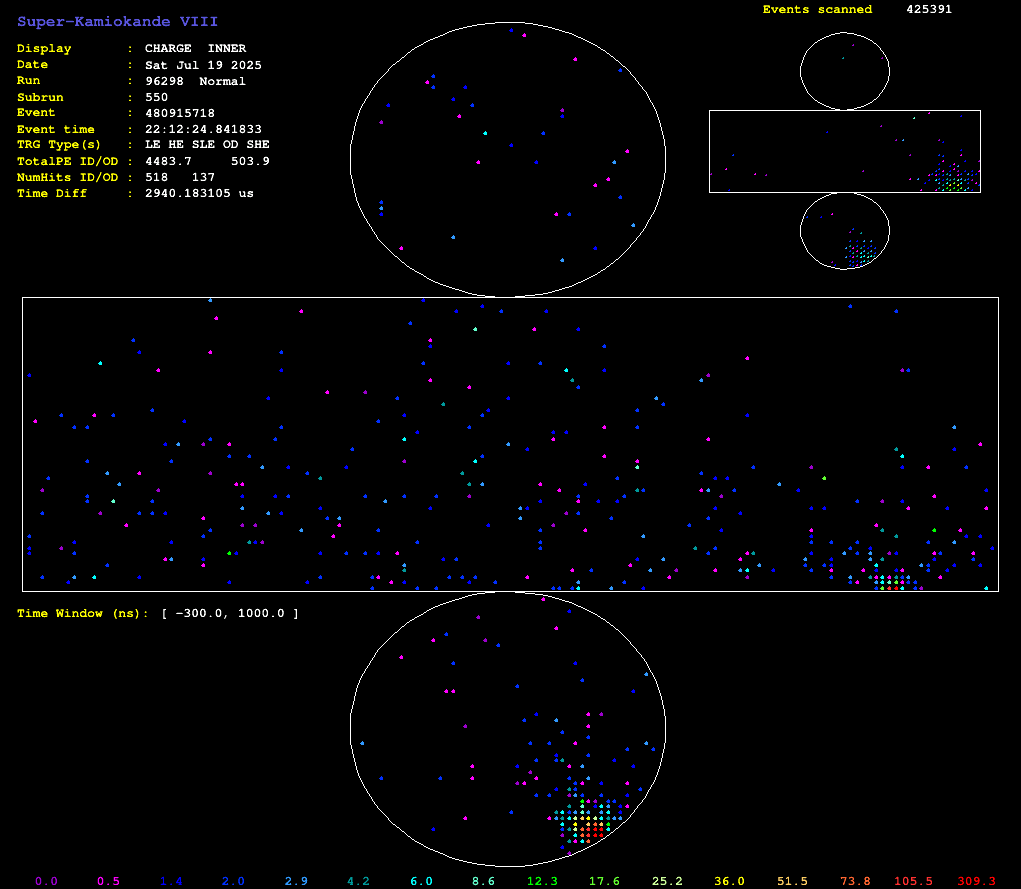 Super-Kamiokande VIII
Events scanned 425391
Display : CHARGE INNER
Date : Sat Jul 19 2025
Run : 96298 Normal
Subrun : 550
Event : 480915718
Event time : 22:12:24.841833
TRG Type(s) : LE HE SLE OD SHE
TotalPE ID/OD : 4483.7 503.9
NumHits ID/OD : 518 137
Time Diff : 2940.183105 us
Time Window (ns): [ -300.0, 1000.0 ]
0.0 0.5 1.4 2.0 2.9 4.2 6.0 8.6 12.3 17.6 25.2 36.0 51.5 73.8 105.5 309.3